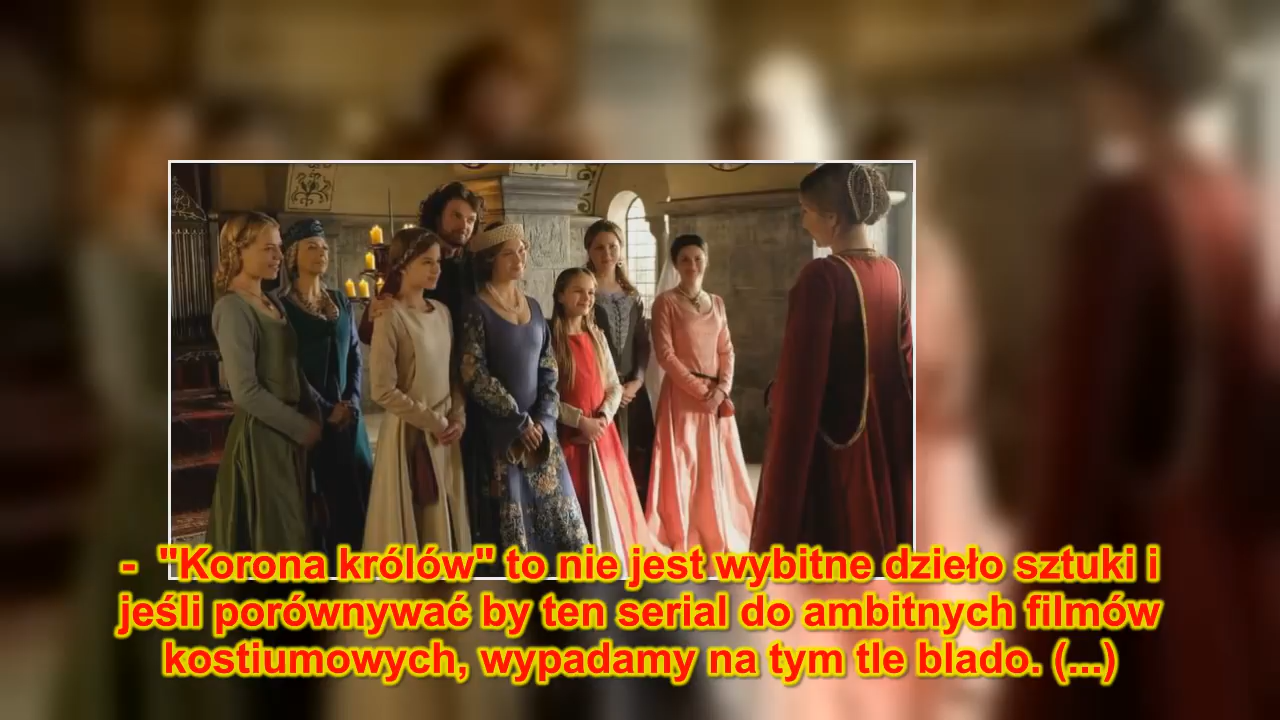 - "Korona królów" to nie jest wybitne dzieło sztuki i
jeśli porównywać by ten serial do ambitnych filmów
kostiumowych, wypadamy na tym tle blado. (...)